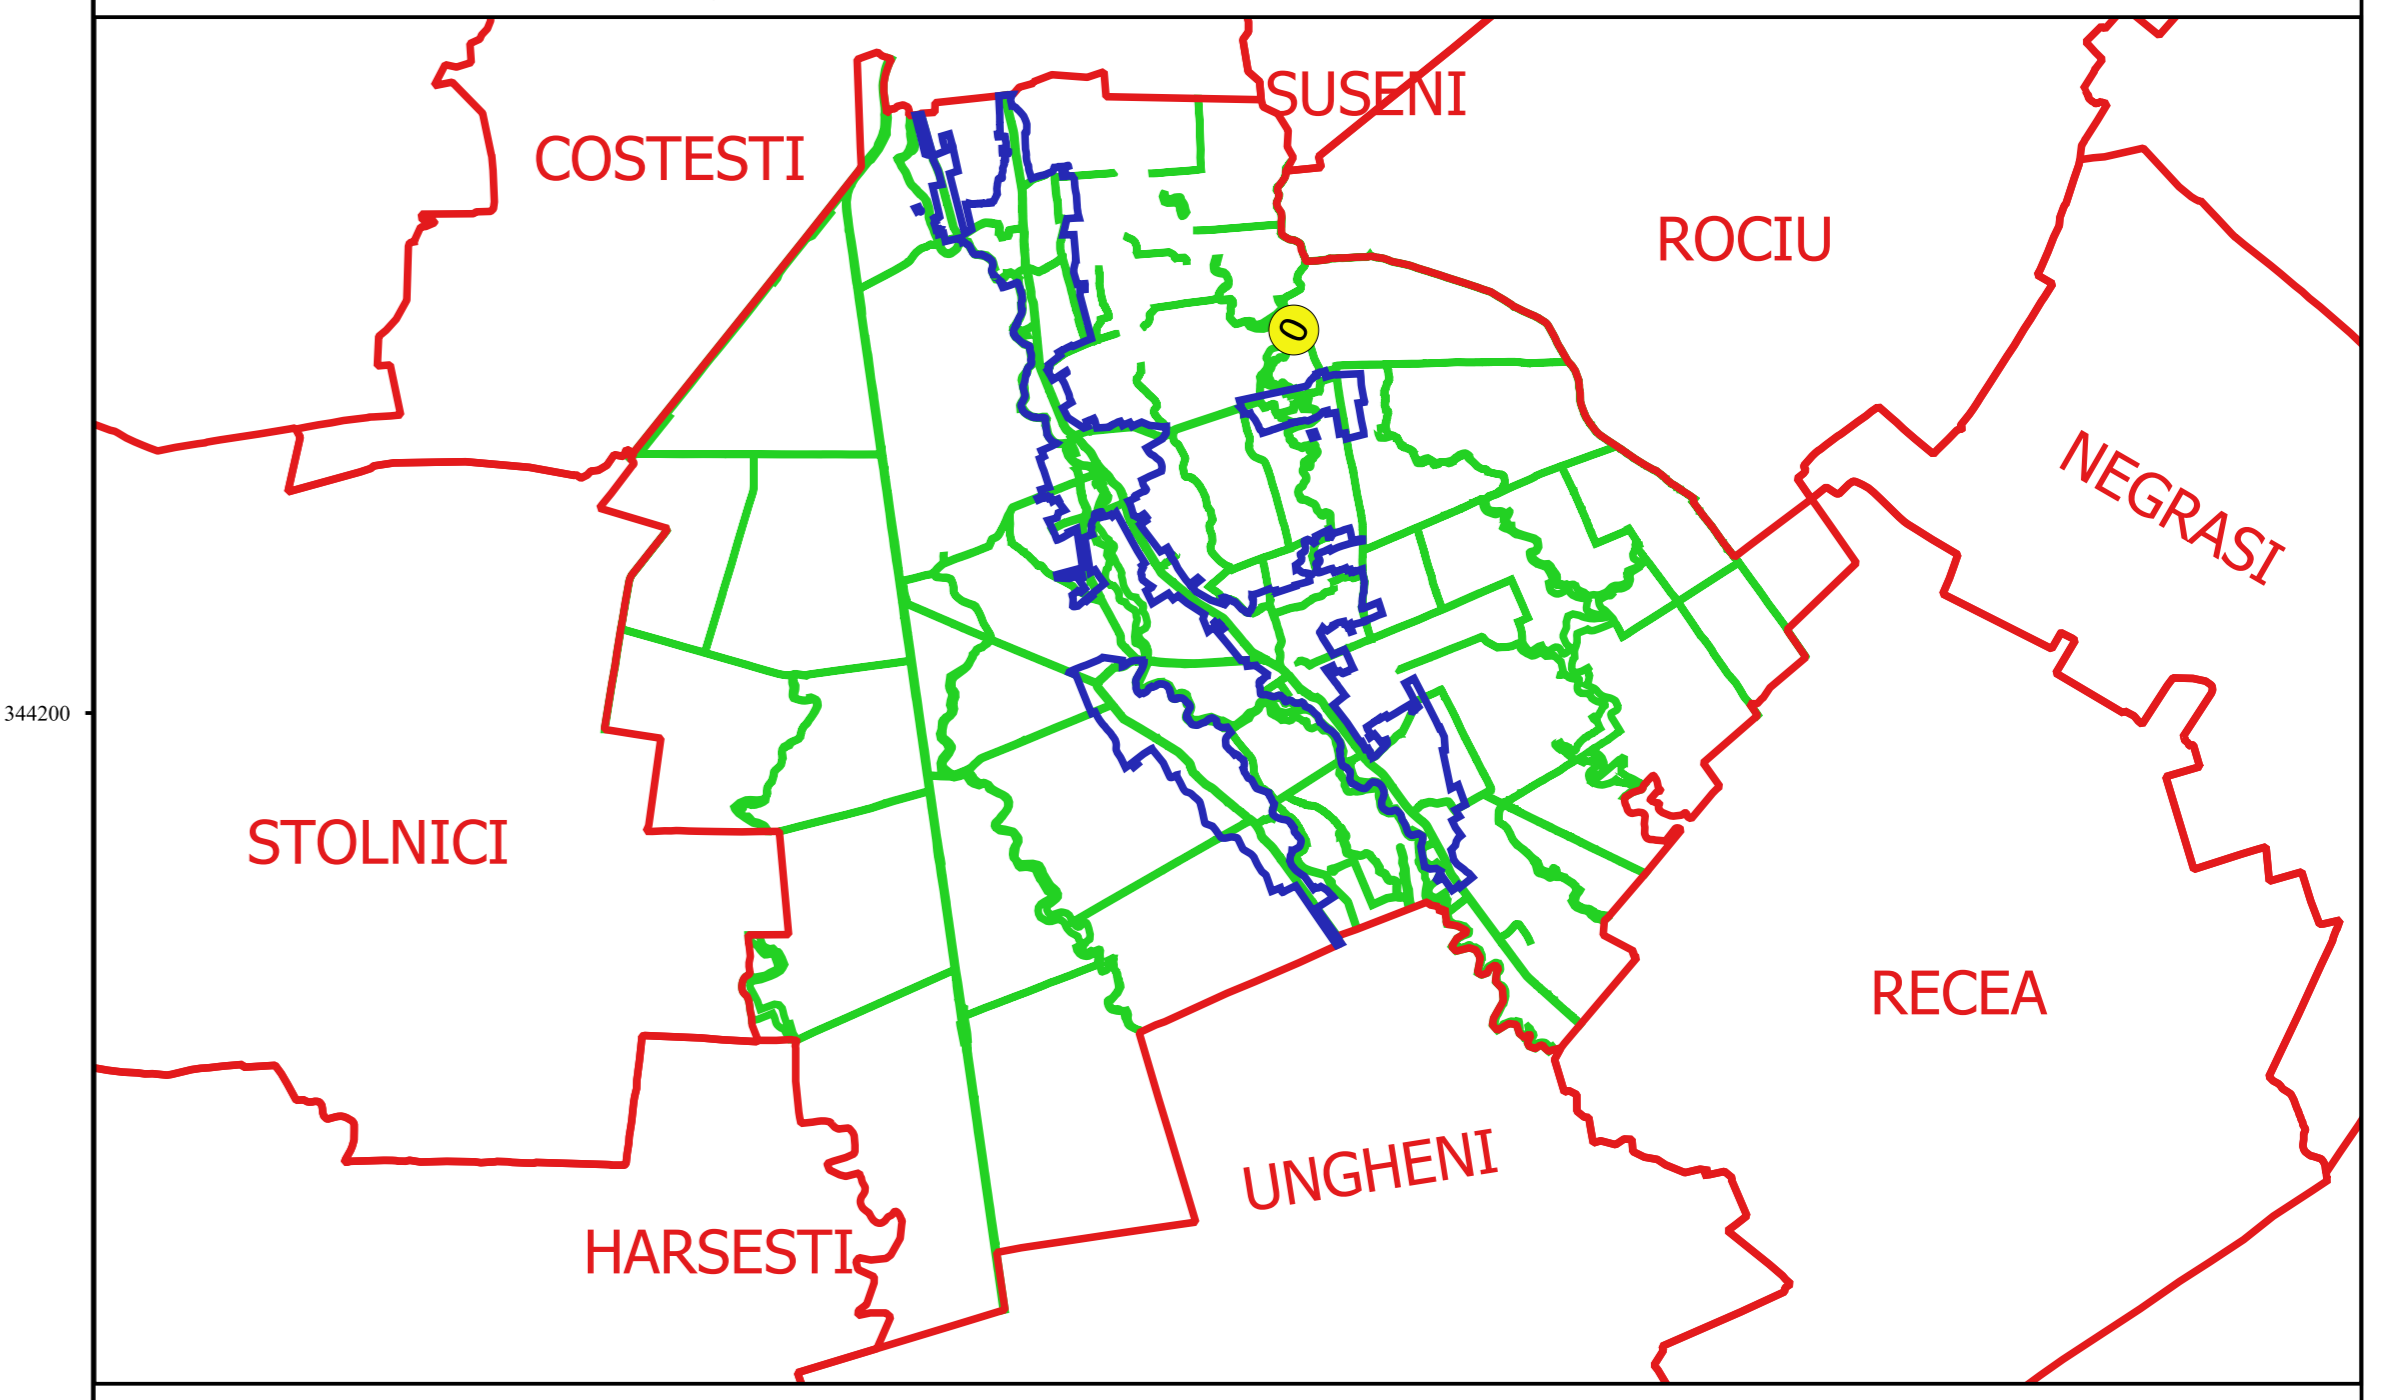 SUSENI
COSTESTI
ROCIU
0
NEGRASI
344200
STOLNICI
RECEA
UNGHENI
HARSESTI